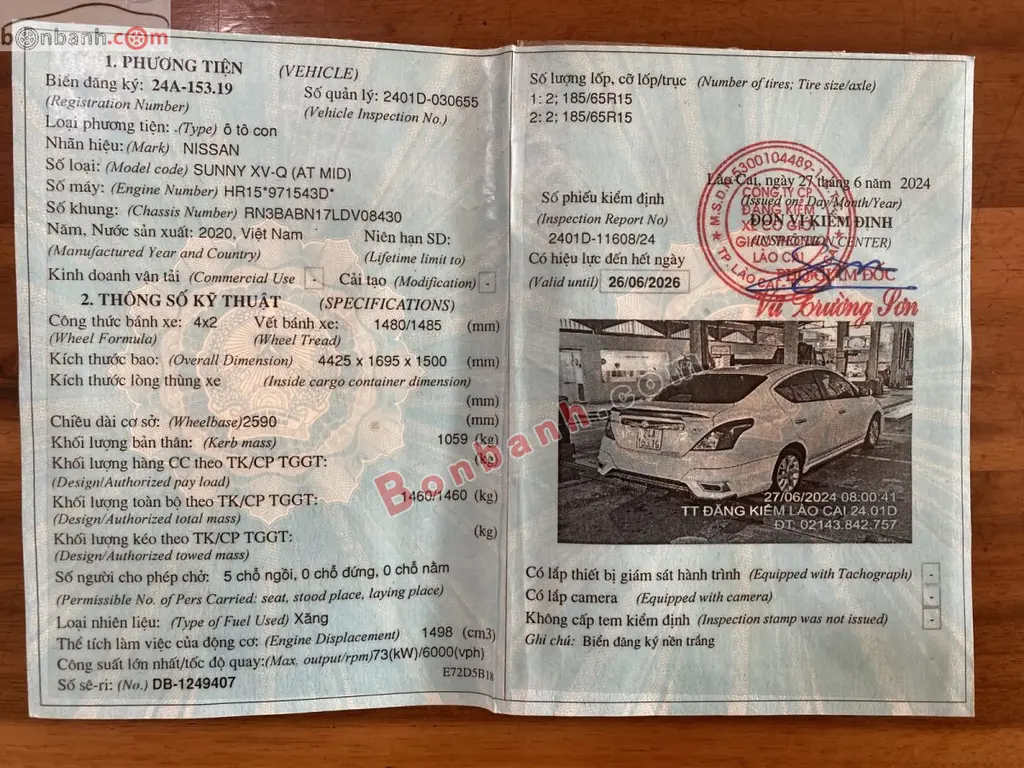 bonbanh.com
1. PHƯƠNG TIỆN (VEHICLE)
Biển đăng ký: 24A-153.19 Số quản lý: 2401D-030655
(Registration Number) (Vehicle Inspection No.)
Loại phương tiện: (Type) ô tô con
Nhãn hiệu: (Mark) NISSAN
Số loại: (Model code) SUNNY XV-Q (AT MID)
Số máy: (Engine Number) HR15*971543D*
Số khung: (Chassis Number) RN3BABN17LDV08430
Năm, Nước sản xuất: 2020, Việt Nam Niên hạn SD:
(Manufactured Year and Country) (Lifetime limit to)
Kinh doanh vận tải (Commercial Use - Cải tạo (Modification) -
2. THÔNG SỐ KỸ THUẬT (SPECIFICATIONS)
Công thức bánh xe: 4x2 Vết bánh xe: 1480/1485 (mm)
(Wheel Formula) (Wheel Tread)
Kích thước bao: (Overall Dimension) 4425 x 1695 x 1500 (mm)
Kích thước lòng thùng xe (Inside cargo container dimension)
(mm)
Chiều dài cơ sở: (Wheelbase)2590 (mm)
Khối lượng bản thân: (Kerb mass) 1059 (kg)
Khối lượng hàng CC theo TK/CP TGGT: (kg)
(Design/Authorized pay load)
Khối lượng toàn bộ theo TK/CP TGGT: 1460/1460 (kg)
(Design/Authorized total mass)
Khối lượng kéo theo TK/CP TGGT: (kg)
(Design/Authorized towed mass)
Số người cho phép chở: 5 chỗ ngồi, 0 chỗ đứng, 0 chỗ nằm
(Permissible No. of Pers Carried: seat, stood place, laying place)
Loại nhiên liệu: (Type of Fuel Used) Xăng
Thể tích làm việc của động cơ: (Engine Displacement) 1498 (cm3)
Công suất lớn nhất/tốc độ quay:(Max. output/rpm)73(kW)/6000(vph)
Số sê-ri: (No.) DB-1249407 E72D5B18
Số lượng lốp, cỡ lốp/trục (Number of tires; Tire size/axle)
1: 2; 185/65R15
2: 2; 185/65R15
Lào Cai, ngày 27 tháng 6 năm 2024
(Issued on: Day/Month/Year)
Số phiếu kiểm định ĐƠN VỊ KIỂM ĐỊNH
(Inspection Report No) (INSPECTION CENTER)
2401D-11608/24
Có hiệu lực đến hết ngày
(Valid until) 26/06/2026
M.S.D.N:5300104489-1
CÔNG TY CP
ĐĂNG KIỂM
XE CƠ GIỚI
LÀO CAI
TP. LÀO CAI
PHÓ GIÁM ĐỐC
Vũ Trường Sơn
Bonbanh.com
27/06/2024 08:00:41
TT ĐĂNG KIỂM LÀO CAI 24.01D
ĐT: 02143.842.757
Có lắp thiết bị giám sát hành trình (Equipped with Tachograph) -
Có lắp camera (Equipped with camera) -
Không cấp tem kiểm định (Inspection stamp was not issued) -
Ghi chú: Biển đăng ký nền trắng